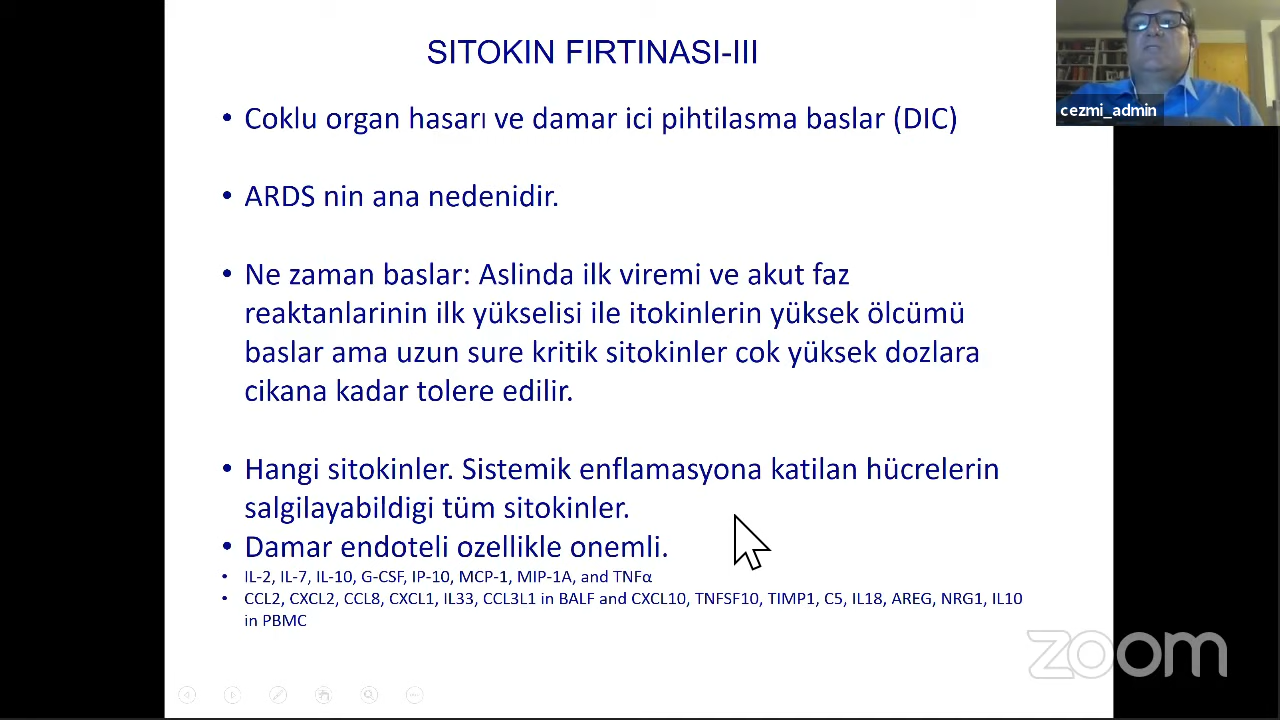 SITOKIN FIRTINASI-III
cezmi_admin
• Coklu organ hasarı ve damar ici pihtilasma baslar (DIC)
• ARDS nin ana nedenidir.
• Ne zaman baslar: Aslinda ilk viremi ve akut faz
reaktanlarinin ilk yükselisi ile itokinlerin yüksek ölcümü
baslar ama uzun sure kritik sitokinler cok yüksek dozlara
cikana kadar tolere edilir.
• Hangi sitokinler. Sistemik enflamasyona katilan hücrelerin
salgilayabildigi tüm sitokinler.
• Damar endoteli ozellikle onemli.
• IL-2, IL-7, IL-10, G-CSF, IP-10, MCP-1, MIP-1A, and TNFα
• CCL2, CXCL2, CCL8, CXCL1, IL33, CCL3L1 in BALF and CXCL10, TNFSF10, TIMP1, C5, IL18, AREG, NRG1, IL10
in PBMC
zoom